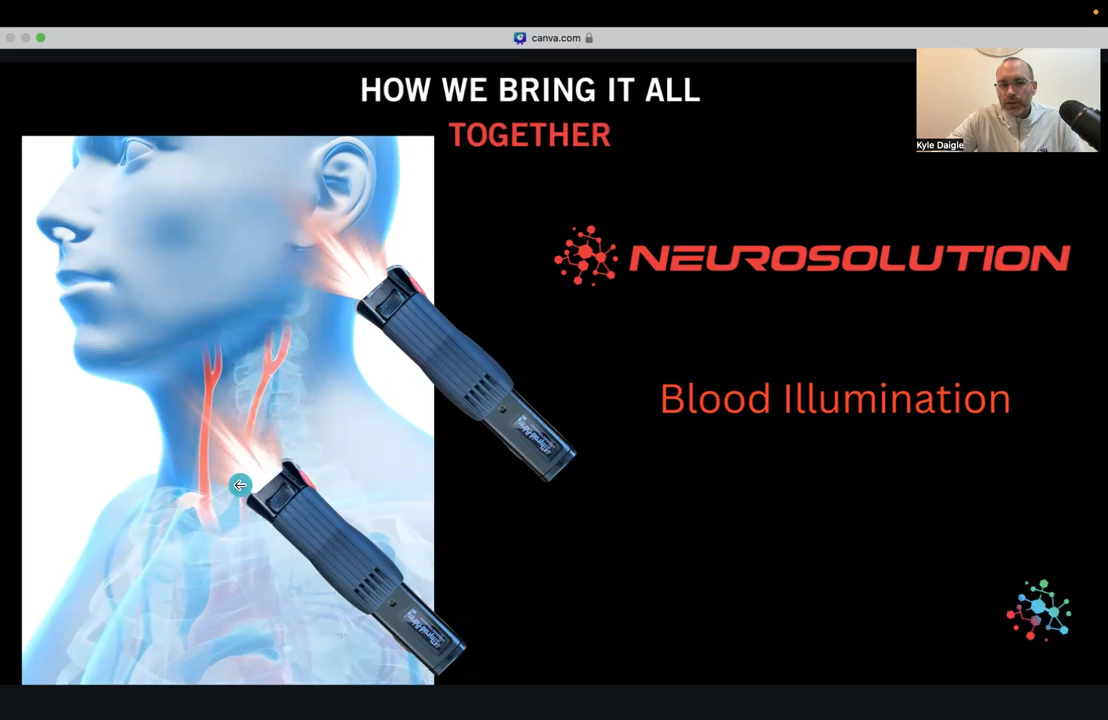 canva.com
HOW WE BRING IT ALL
TOGETHER
Kyle Daigle
NEUROSOLUTION
Blood Illumination